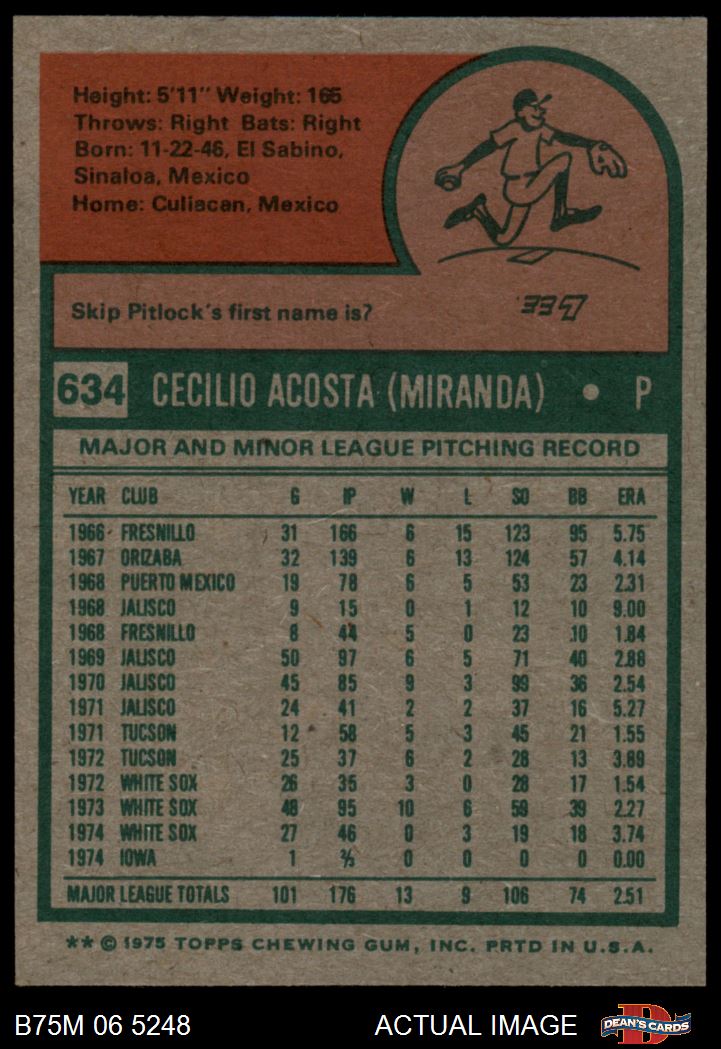 Height: 5'11" Weight: 165
Throws: Right Bats: Right
Born: 11-22-46, El Sabino,
Sinaloa, Mexico
Home: Culiacan, Mexico
Skip Pitlock's first name is?
Lee.
634 CECILIO ACOSTA (MIRANDA) • P
MAJOR AND MINOR LEAGUE PITCHING RECORD
YEAR CLUB G IP W L SO BB ERA
1966 FRESNILLO 31 166 6 15 123 95 5.75
1967 ORIZABA 32 139 6 13 124 57 4.14
1968 PUERTO MEXICO 19 78 6 5 53 23 2.31
1968 JALISCO 9 15 0 1 12 10 9.00
1968 FRESNILLO 8 44 5 0 23 10 1.84
1969 JALISCO 50 97 6 5 71 40 2.88
1970 JALISCO 45 85 9 3 99 36 2.54
1971 JALISCO 24 41 2 2 37 16 5.27
1971 TUCSON 12 58 5 3 45 21 1.55
1972 TUCSON 25 37 6 2 28 13 3.89
1972 WHITE SOX 26 35 3 0 28 17 1.54
1973 WHITE SOX 48 95 10 6 59 39 2.27
1974 WHITE SOX 27 46 0 3 19 18 3.74
1974 IOWA 1 ⅔ 0 0 0 0 0.00
MAJOR LEAGUE TOTALS 101 176 13 9 106 74 2.51
** © 1975 TOPPS CHEWING GUM, INC. PRTD IN U.S.A.
B75M 06 5248 ACTUAL IMAGE DEAN'S CARDS